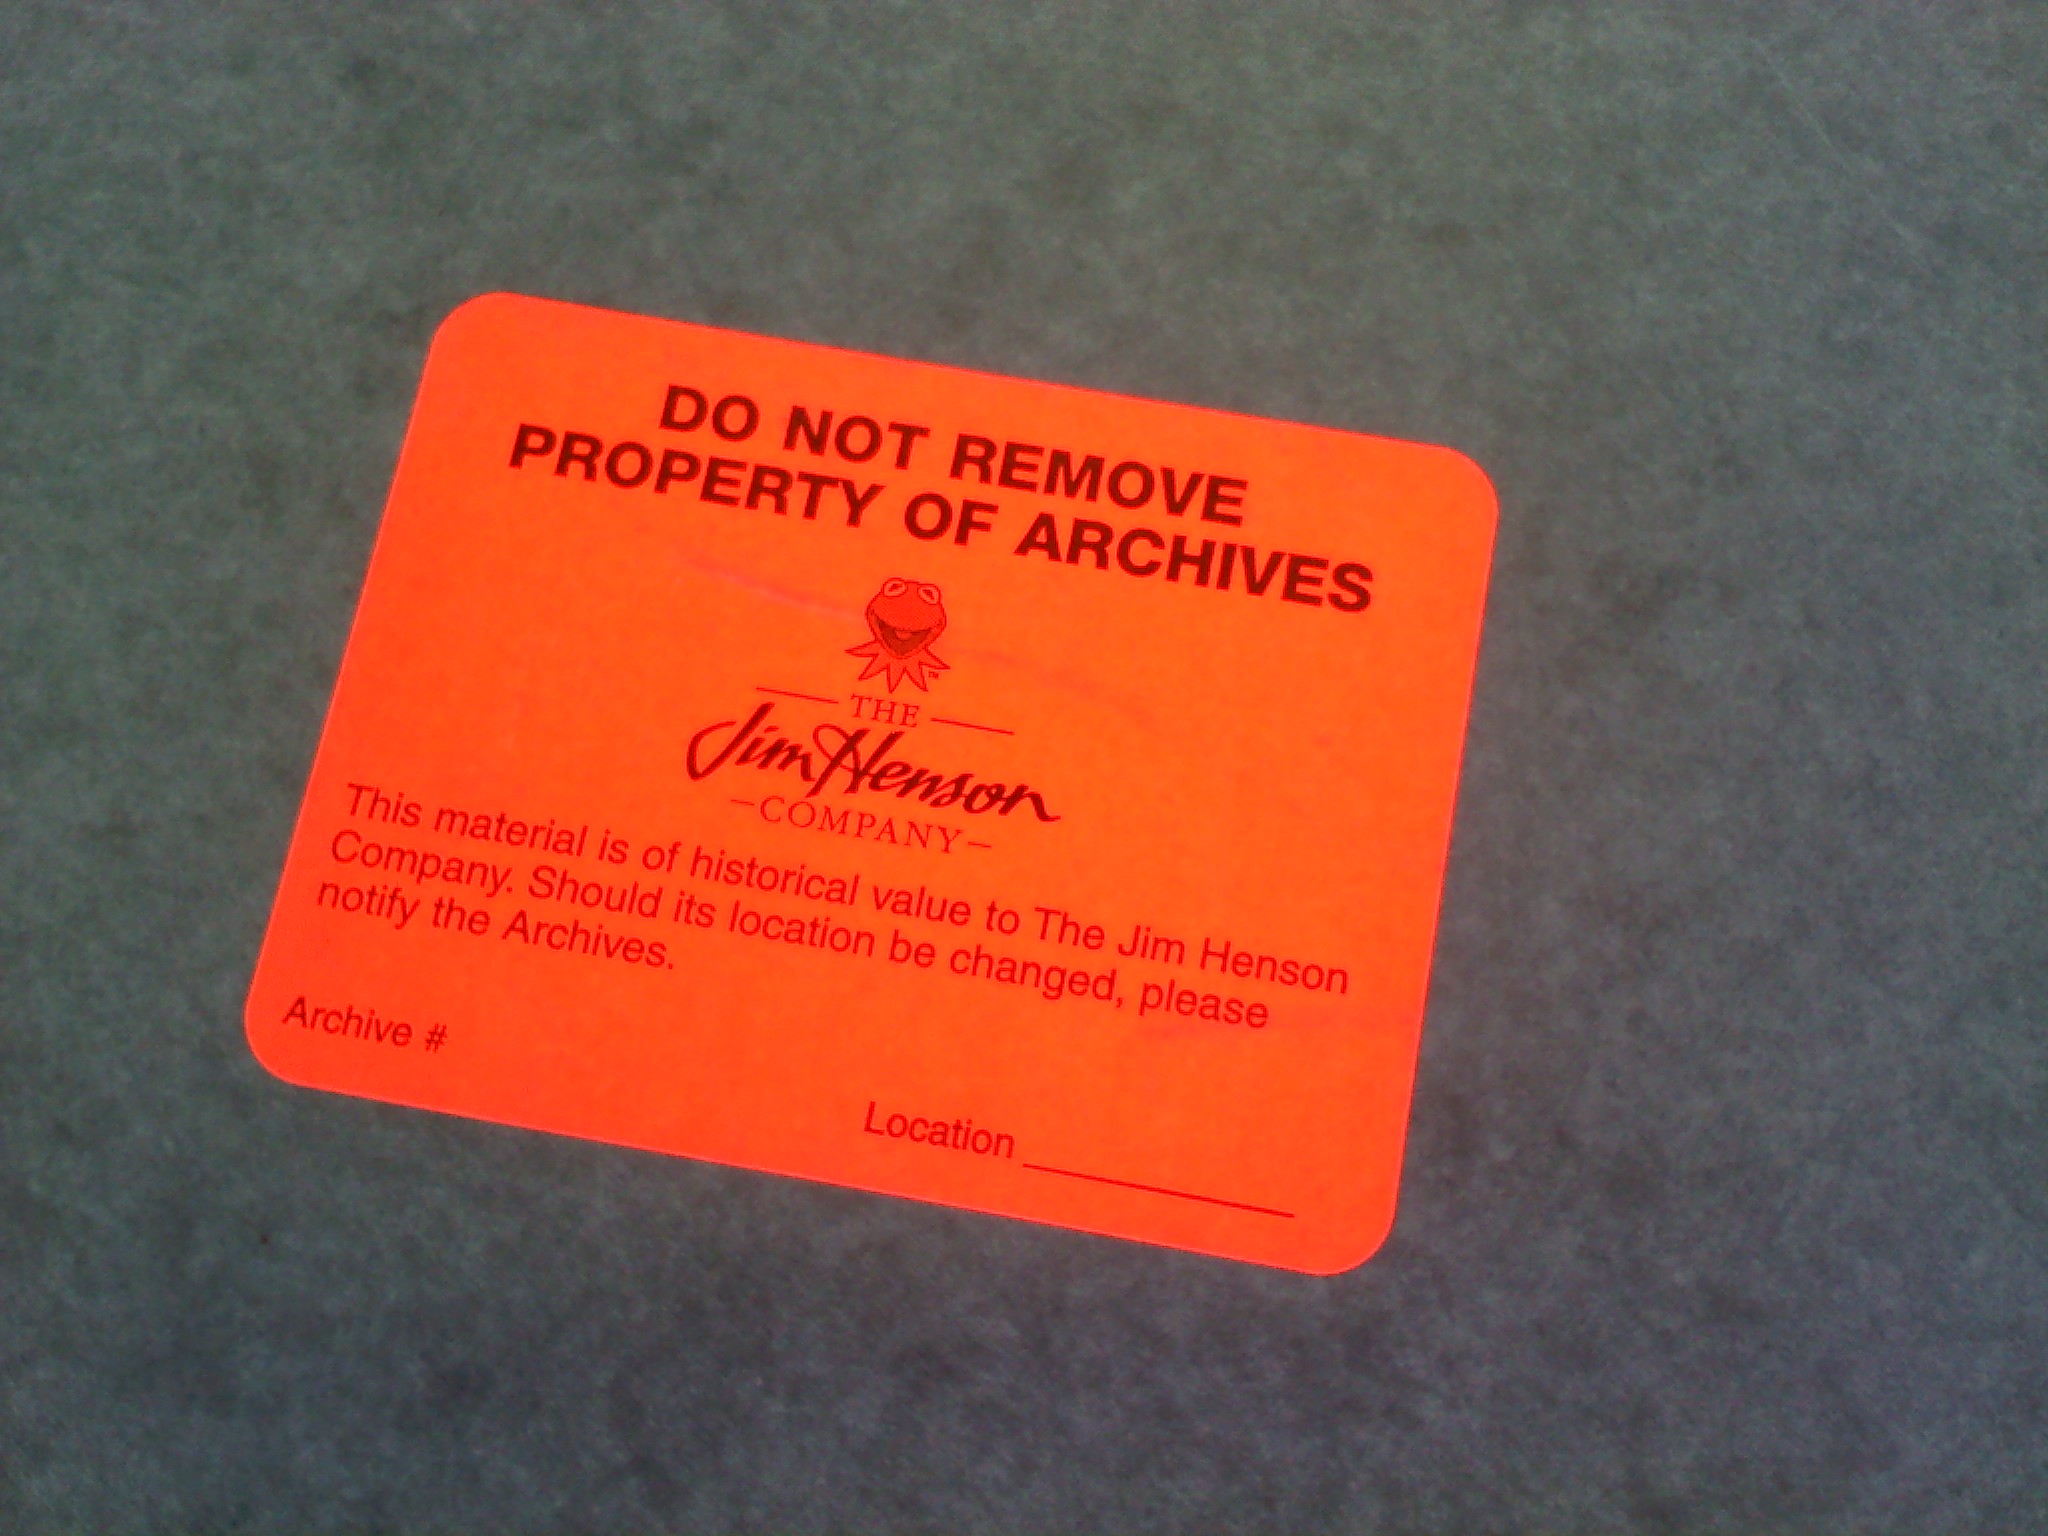 DO NOT REMOVE
PROPERTY OF ARCHIVES
™
THE
Jim Henson
COMPANY
This material is of historical value to The Jim Henson
Company. Should its location be changed, please
notify the Archives.
Archive #
Location